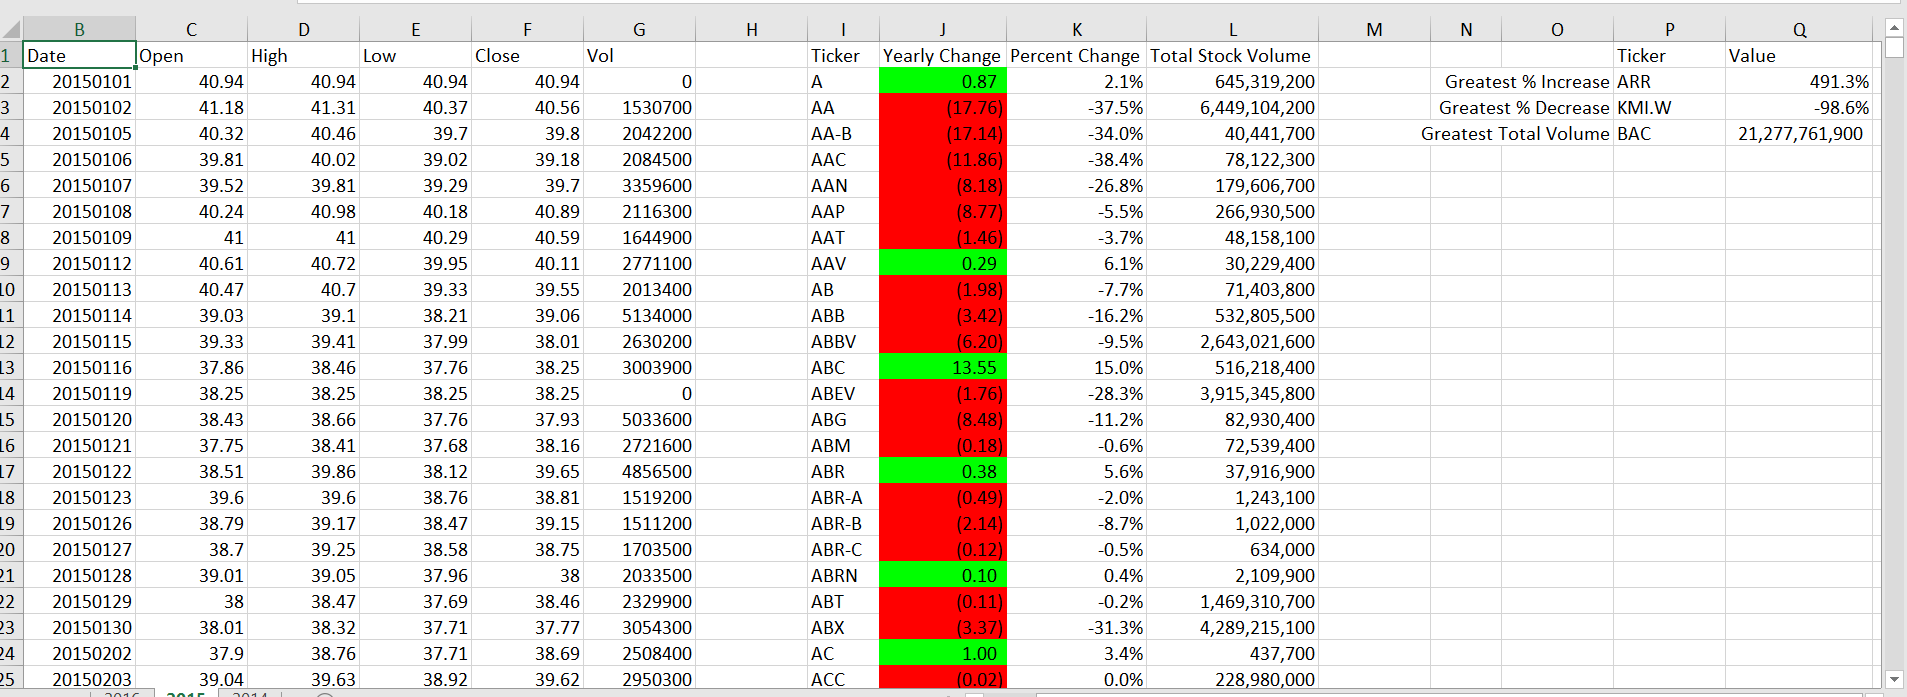 B C D E F G H I J K L M N O P Q
1 Date Open High Low Close Vol Ticker Yearly Change Percent Change Total Stock Volume Ticker Value
2 20150101 40.94 40.94 40.94 40.94 0 A 0.87 2.1% 645,319,200 Greatest % Increase ARR 491.3%
3 20150102 41.18 41.31 40.37 40.56 1530700 AA (17.76) -37.5% 6,449,104,200 Greatest % Decrease KMI.W -98.6%
4 20150105 40.32 40.46 39.7 39.8 2042200 AA-B (17.14) -34.0% 40,441,700 Greatest Total Volume BAC 21,277,761,900
5 20150106 39.81 40.02 39.02 39.18 2084500 AAC (11.86) -38.4% 78,122,300
6 20150107 39.52 39.81 39.29 39.7 3359600 AAN (8.18) -26.8% 179,606,700
7 20150108 40.24 40.98 40.18 40.89 2116300 AAP (8.77) -5.5% 266,930,500
8 20150109 41 41 40.29 40.59 1644900 AAT (1.46) -3.7% 48,158,100
9 20150112 40.61 40.72 39.95 40.11 2771100 AAV 0.29 6.1% 30,229,400
10 20150113 40.47 40.7 39.33 39.55 2013400 AB (1.98) -7.7% 71,403,800
11 20150114 39.03 39.1 38.21 39.06 5134000 ABB (3.42) -16.2% 532,805,500
12 20150115 39.33 39.41 37.99 38.01 2630200 ABBV (6.20) -9.5% 2,643,021,600
13 20150116 37.86 38.46 37.76 38.25 3003900 ABC 13.55 15.0% 516,218,400
14 20150119 38.25 38.25 38.25 38.25 0 ABEV (1.76) -28.3% 3,915,345,800
15 20150120 38.43 38.66 37.76 37.93 5033600 ABG (8.48) -11.2% 82,930,400
16 20150121 37.75 38.41 37.68 38.16 2721600 ABM (0.18) -0.6% 72,539,400
17 20150122 38.51 39.86 38.12 39.65 4856500 ABR 0.38 5.6% 37,916,900
18 20150123 39.6 39.6 38.76 38.81 1519200 ABR-A (0.49) -2.0% 1,243,100
19 20150126 38.79 39.17 38.47 39.15 1511200 ABR-B (2.14) -8.7% 1,022,000
20 20150127 38.7 39.25 38.58 38.75 1703500 ABR-C (0.12) -0.5% 634,000
21 20150128 39.01 39.05 37.96 38 2033500 ABRN 0.10 0.4% 2,109,900
22 20150129 38 38.47 37.69 38.46 2329900 ABT (0.11) -0.2% 1,469,310,700
23 20150130 38.01 38.32 37.71 37.77 3054300 ABX (3.37) -31.3% 4,289,215,100
24 20150202 37.9 38.76 37.71 38.69 2508400 AC 1.00 3.4% 437,700
25 20150203 39.04 39.63 38.92 39.62 2950300 ACC (0.02) 0.0% 228,980,000
2016 2015 2014